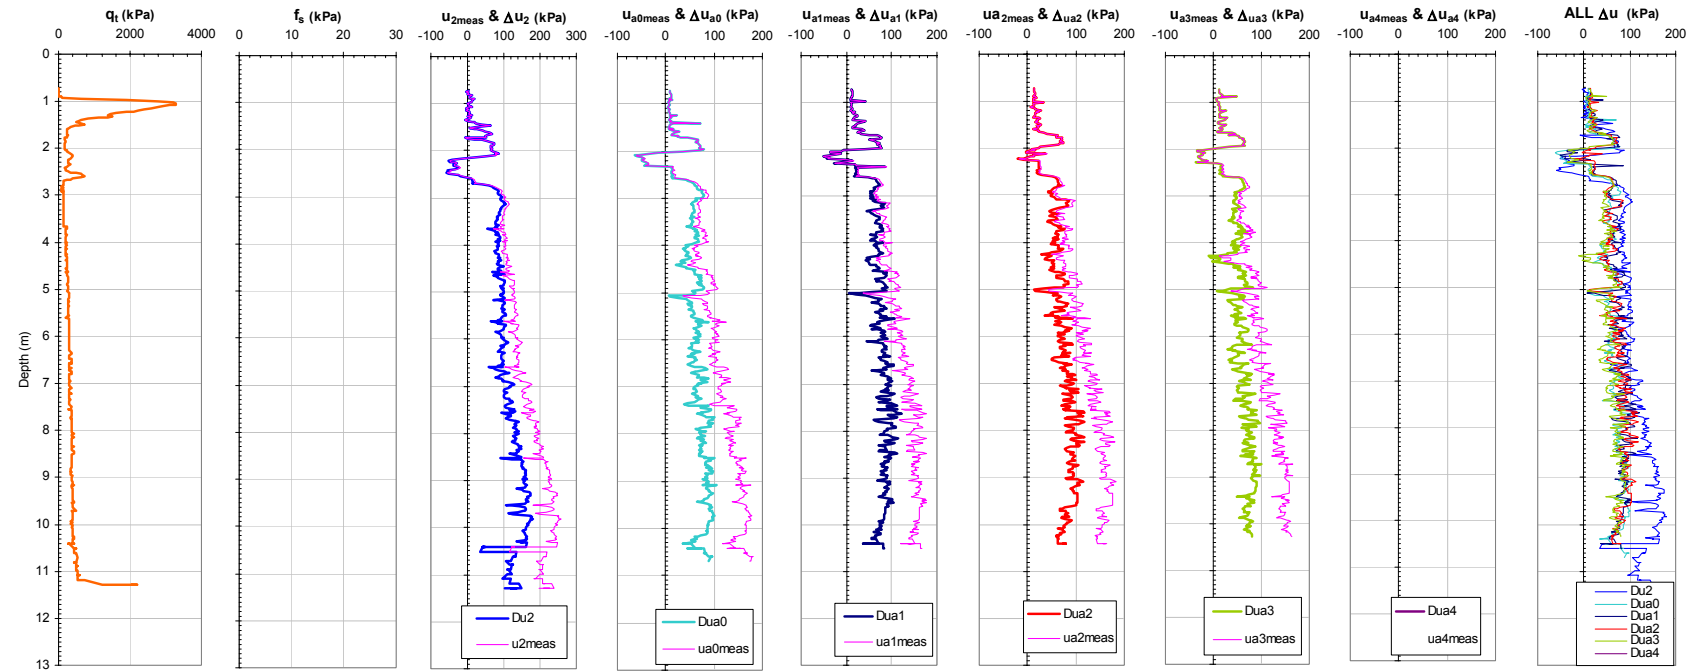 qt (kPa)
0 2000 4000
fs (kPa)
0 10 20 30
u2meas & Δu2 (kPa)
-100 0 100 200 300
ua0meas & Δua0 (kPa)
-100 0 100 200
ua1meas & Δua1 (kPa)
-100 0 100 200
ua2meas & Δua2 (kPa)
-100 0 100 200
ua3meas & Δua3 (kPa)
-100 0 100 200
ua4meas & Δua4 (kPa)
-100 0 100 200
ALL Δu (kPa)
-100 0 100 200
Depth (m)
0
1
2
3
4
5
6
7
8
9
10
11
12
13
Du2
u2meas
Dua0
ua0meas
Dua1
ua1meas
Dua2
ua2meas
Dua3
ua3meas
Dua4
ua4meas
Du2
Dua0
Dua1
Dua2
Dua3
Dua4